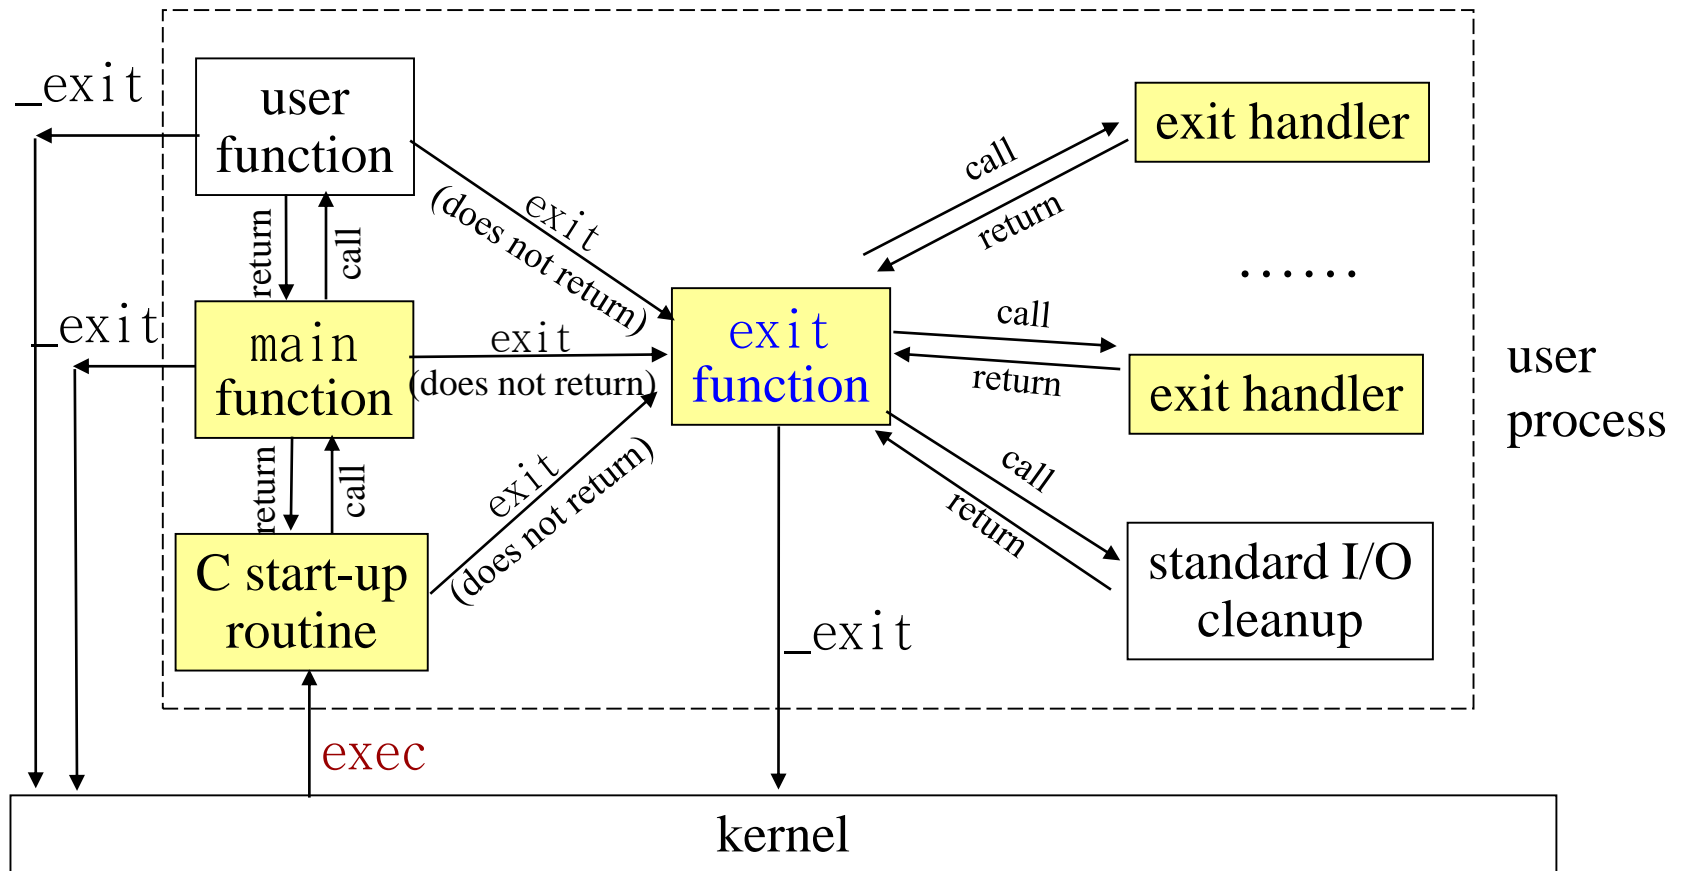 _exit
user
function
exit
(does not return)
call
return
exit handler
return
call
......
_exit
main
function
exit
(does not return)
exit
function
call
return
exit handler
user
process
return
call
exit
(does not return)
call
return
C start-up
routine
standard I/O
cleanup
_exit
exec
kernel